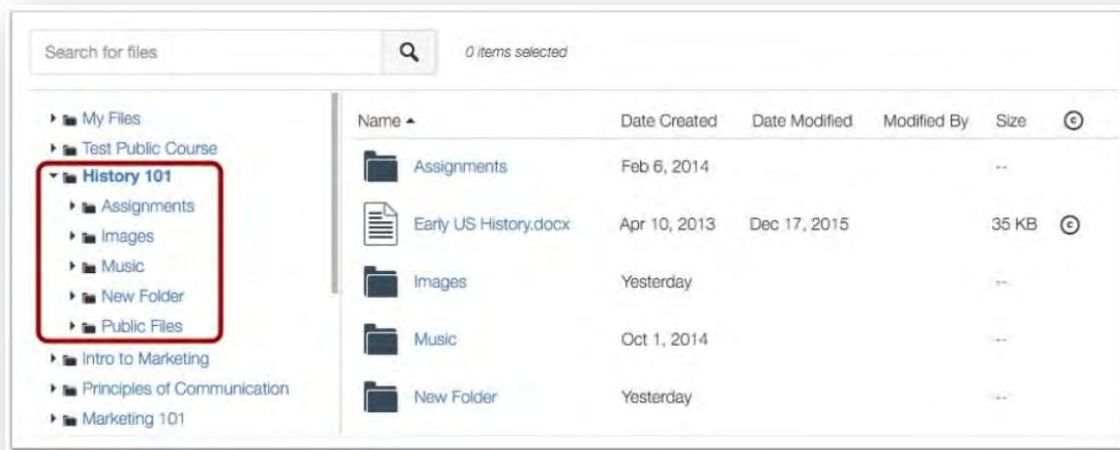 Search for files
0 items selected
My Files
Test Public Course
History 101
Assignments
Images
Music
New Folder
Public Files
Intro to Marketing
Principles of Communication
Marketing 101
Name Date Created Date Modified Modified By Size ©
Assignments Feb 6, 2014 --
Early US History.docx Apr 10, 2013 Dec 17, 2015 35 KB ©
Images Yesterday --
Music Oct 1, 2014 --
New Folder Yesterday --